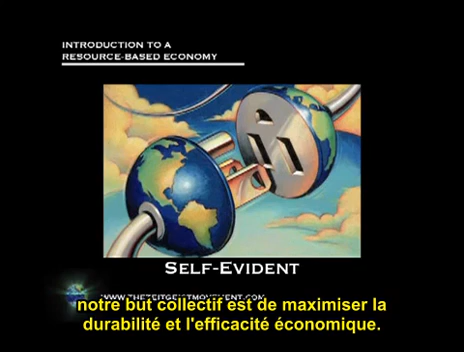 INTRODUCTION TO A
RESOURCE-BASED ECONOMY
SELF-EVIDENT
WWW.THEZEITGEISTMOVEMENT.COM
notre but collectif est de maximiser la
durabilité et l'efficacité économique.